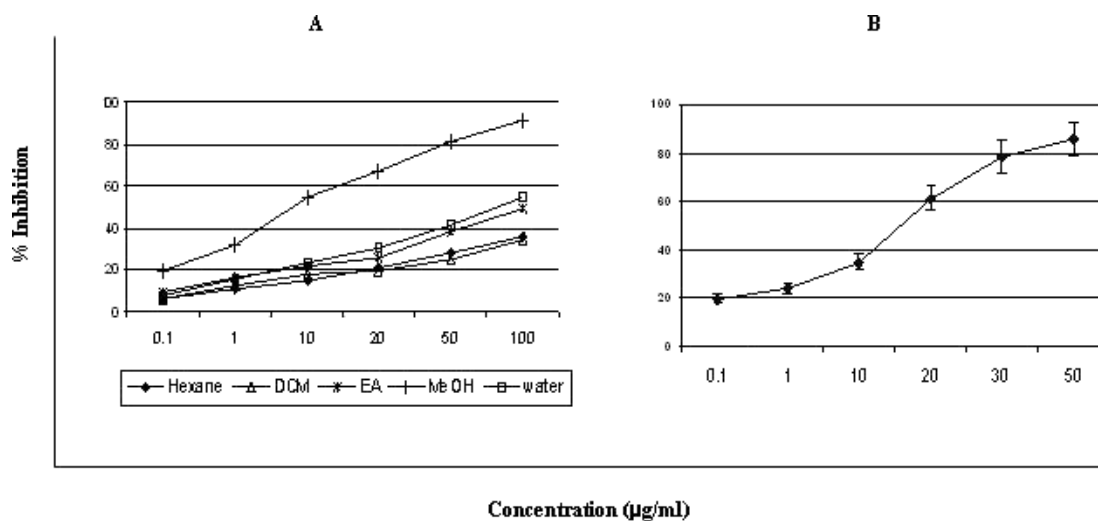 A
B
% Inhibition
00
80
60
40
20
0
0.1 1 10 20 50 100
Hexane DCM EA MeOH water
100
80
60
40
20
0
0.1 1 10 20 30 50
Concentration (µg/ml)